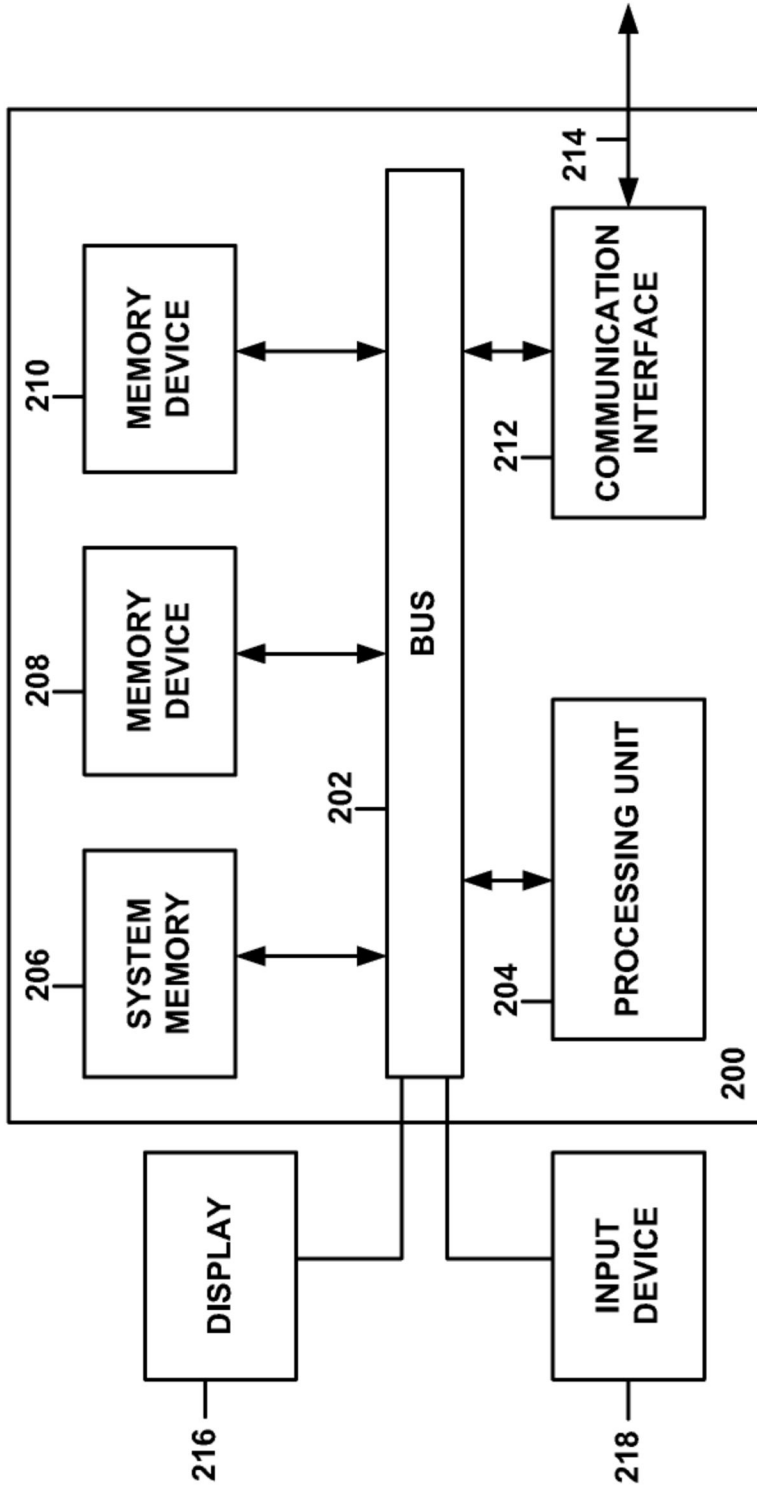 206
SYSTEM
MEMORY
208
MEMORY
DEVICE
210
MEMORY
DEVICE
216
DISPLAY
202
BUS
218
INPUT
DEVICE
204
PROCESSING UNIT
212
COMMUNICATION
INTERFACE
214
200